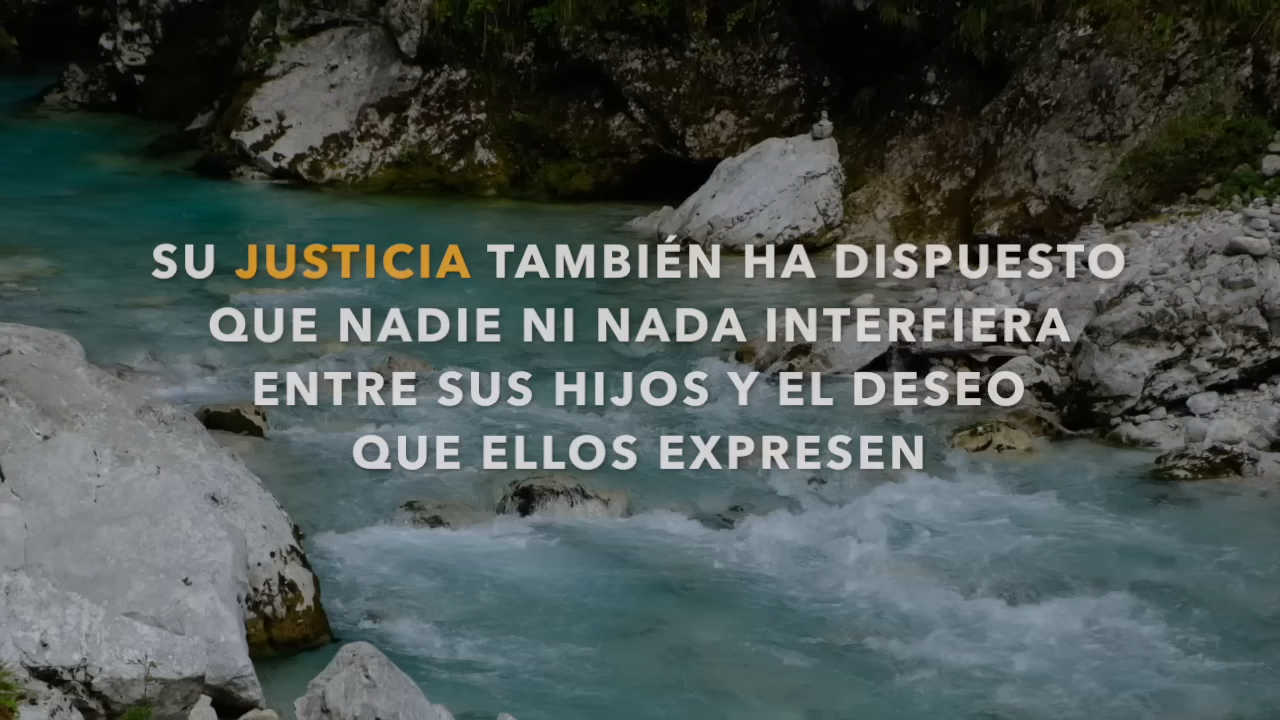 SU JUSTICIA TAMBIÉN HA DISPUESTO
QUE NADIE NI NADA INTERFIERA
ENTRE SUS HIJOS Y EL DESEO
QUE ELLOS EXPRESEN